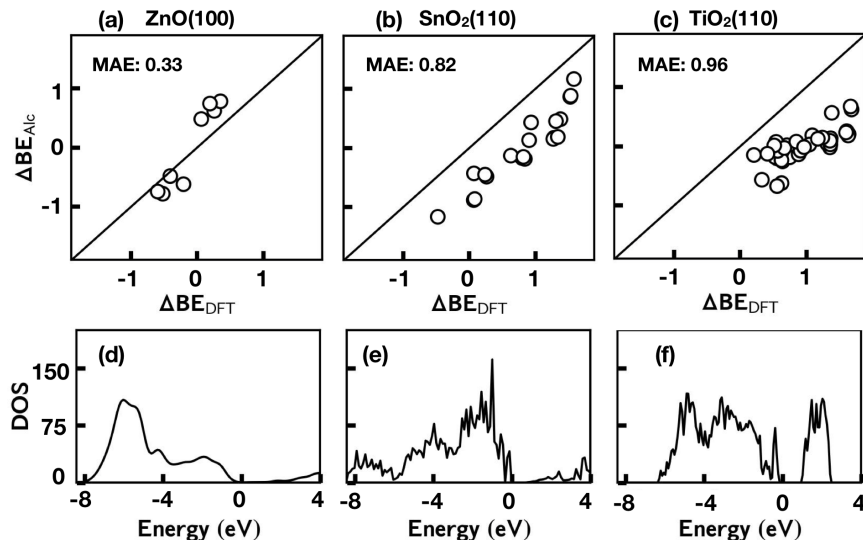 (a) ZnO(100)
(b) SnO₂(110)
(c) TiO₂(110)
MAE: 0.33
MAE: 0.82
MAE: 0.96
ΔBE_Alc
1
0
-1
-1 0 1
-1 0 1
-1 0 1
ΔBE_DFT
ΔBE_DFT
ΔBE_DFT
(d)
(e)
(f)
DOS
150
75
0
-8 -4 0 4
-8 -4 0 4
-8 -4 0 4
Energy (eV)
Energy (eV)
Energy (eV)